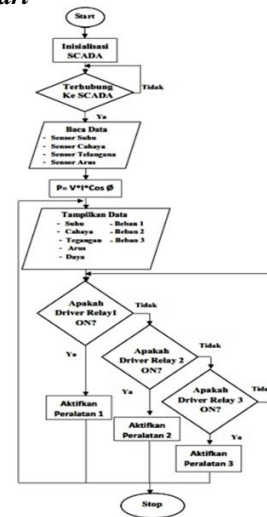 Start
Inisialisasi
SCADA
Terhubung
Ke SCADA
Tidak
Ya
Baca Data
- Sensor Suhu
- Sensor Cahaya
- Sensor Telangana
- Sensor Arus
P= V*I*Cos Ø
Tampilkan Data
- Suhu - Beban 1
- Cahaya - Beban 2
- Tegangan - Beban 3
- Arus
- Daya
Apakah
Driver Relay1
ON?
Tidak
Ya
Apakah
Driver Relay 2
ON?
Tidak
Ya
Apakah
Driver Relay 3
ON?
Tidak
Ya
Aktifkan
Peralatan 1
Aktifkan
Peralatan 2
Aktifkan
Peralatan 3
Stop